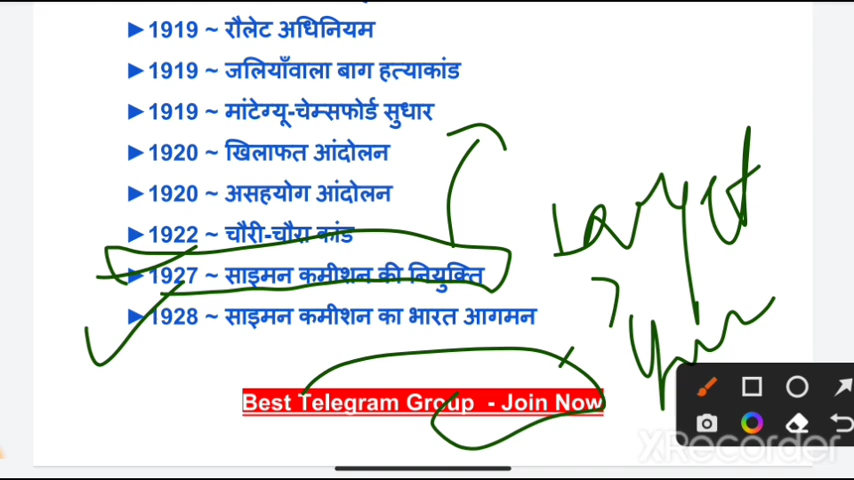 ►1919 ~ रौलेट अधिनियम
►1919 ~ जलियाँवाला बाग हत्याकांड
►1919 ~ मांटेग्यू-चेम्सफोर्ड सुधार
►1920 ~ खिलाफत आंदोलन
►1920 ~ असहयोग आंदोलन
►1922 ~ चौरी-चौरा कांड
►1927 ~ साइमन कमीशन की नियुक्ति
►1928 ~ साइमन कमीशन का भारत आगमन
Target
Best Telegram Group - Join Now
XRecorder